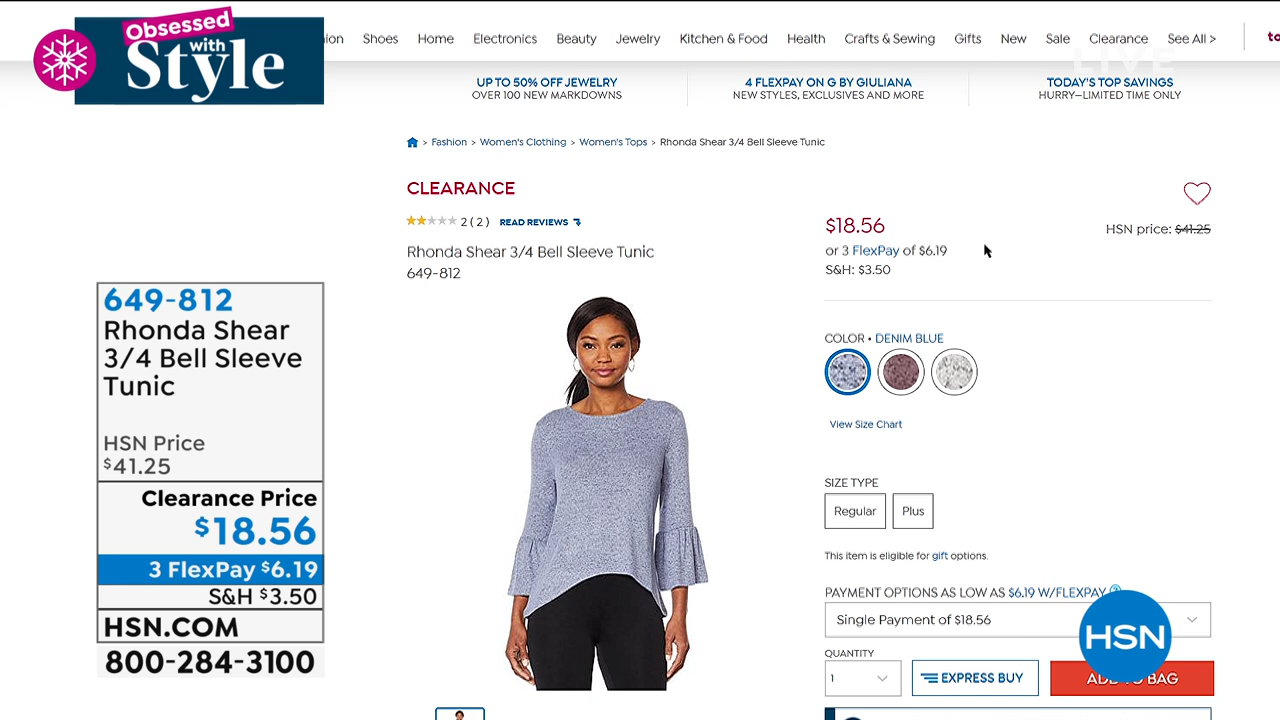 Obsessed
with
Style
ion Shoes Home Electronics Beauty Jewelry Kitchen & Food Health Crafts & Sewing Gifts New Sale Clearance See All >
LIVE
UP TO 50% OFF JEWELRY
OVER 100 NEW MARKDOWNS
4 FLEXPAY ON G BY GIULIANA
NEW STYLES, EXCLUSIVES AND MORE
TODAY'S TOP SAVINGS
HURRY—LIMITED TIME ONLY
> Fashion > Women's Clothing > Women's Tops > Rhonda Shear 3/4 Bell Sleeve Tunic
CLEARANCE
2 ( 2 ) READ REVIEWS
Rhonda Shear 3/4 Bell Sleeve Tunic
649-812
$18.56
HSN price: $41.25
or 3 FlexPay of $6.19
S&H: $3.50
COLOR • DENIM BLUE
View Size Chart
SIZE TYPE
Regular Plus
This item is eligible for gift options.
PAYMENT OPTIONS AS LOW AS $6.19 W/FLEXPAY
Single Payment of $18.56
QUANTITY
1
EXPRESS BUY
ADD TO BAG
HSN
649-812
Rhonda Shear
3/4 Bell Sleeve
Tunic
HSN Price
$41.25
Clearance Price
$18.56
3 FlexPay $6.19
S&H $3.50
HSN.COM
800-284-3100